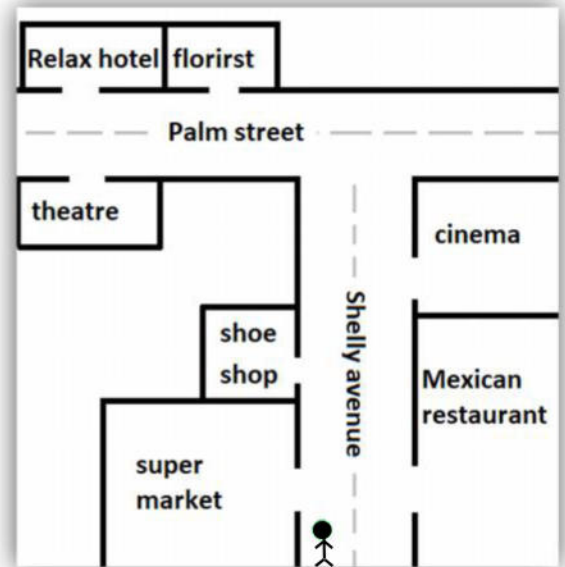 Relax hotel
florirst
Palm street
theatre
cinema
Shelly avenue
shoe
shop
Mexican
restaurant
super
market